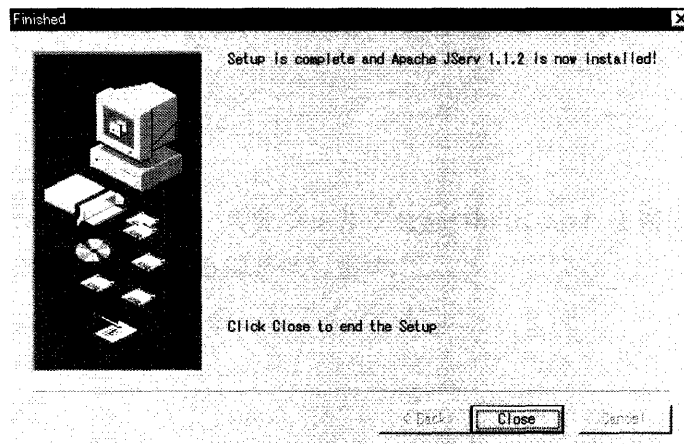 Finished
Setup is complete and Apache JServ 1.1.2 is now installed!
Click Close to end the Setup
< Back
Close
Cancel